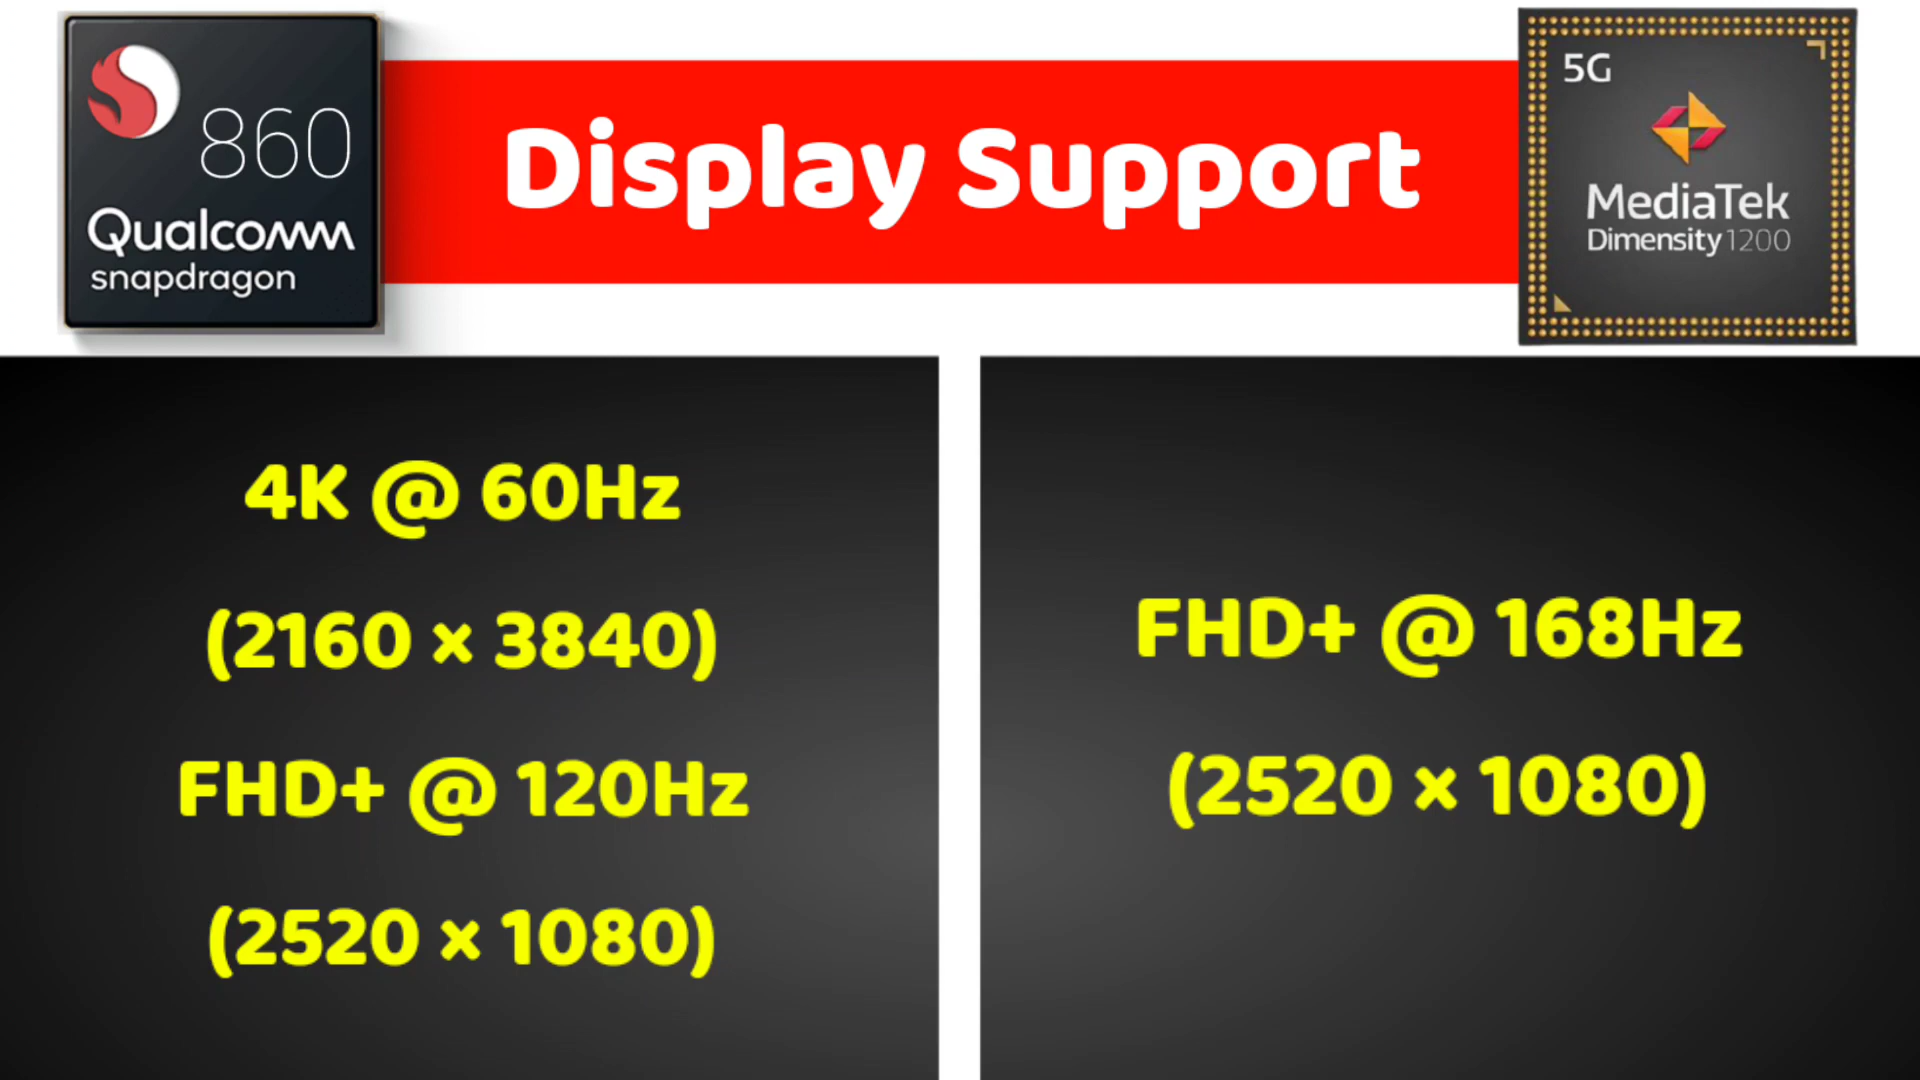 860
Qualcomm
snapdragon
Display Support
5G
MediaTek
Dimensity 1200
4K @ 60Hz
(2160 × 3840)
FHD+ @ 120Hz
(2520 × 1080)
FHD+ @ 168Hz
(2520 × 1080)